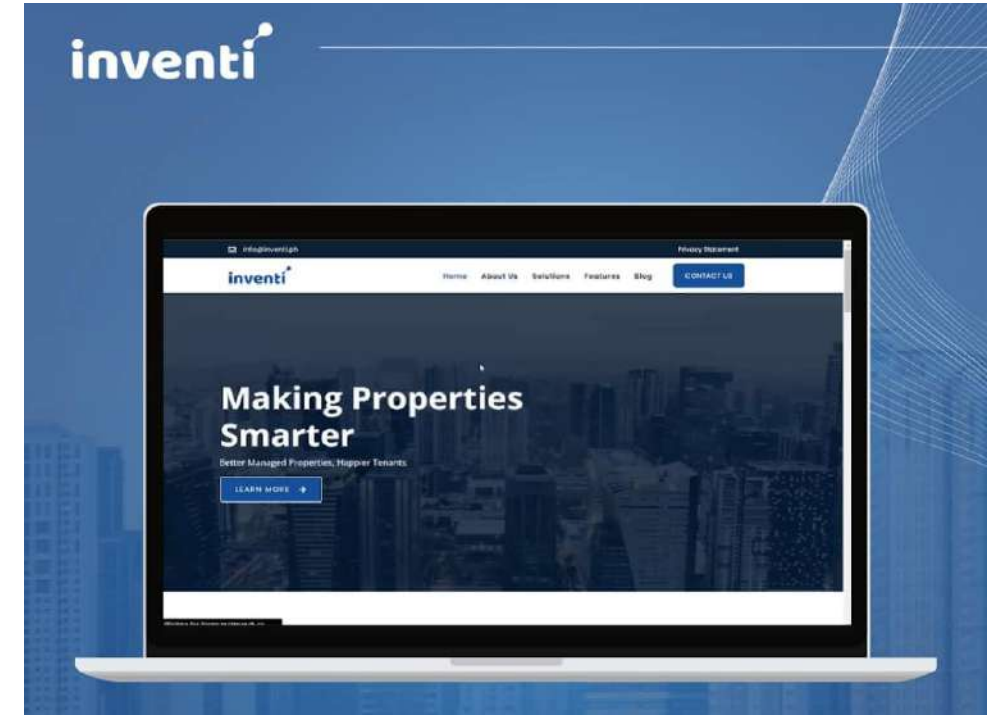 inventi
info@inventi.ph
Privacy Statement
inventi
Home About Us Solutions Features Blog CONTACT US
Making Properties
Smarter
Better Managed Properties, Happier Tenants
LEARN MORE